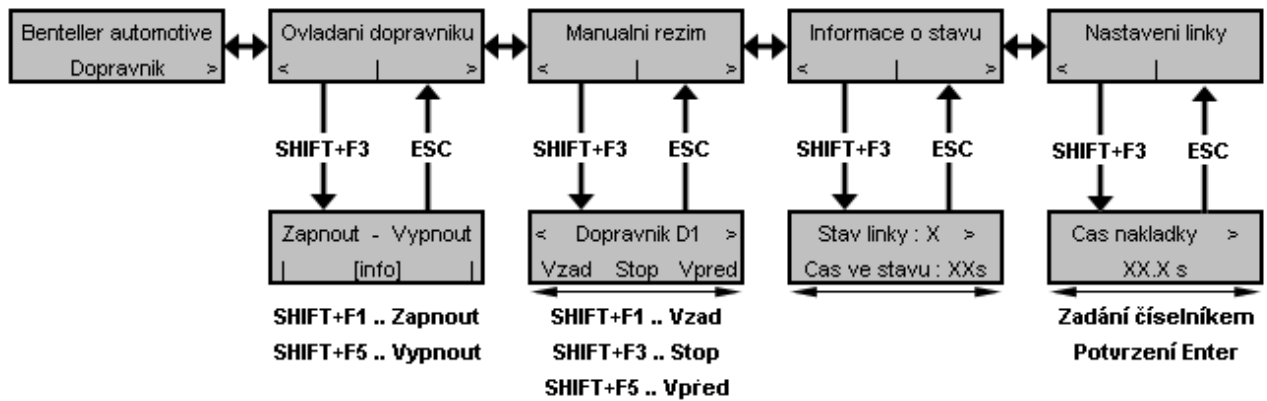 Benteller automotive
Dopravnik >
Ovladani dopravniku
< | >
Manualni rezim
< | >
Informace o stavu
< | >
Nastaveni linky
< |
SHIFT+F3 ESC
SHIFT+F3 ESC
SHIFT+F3 ESC
SHIFT+F3 ESC
Zapnout - Vypnout
| [info] |
< Dopravnik D1 >
Vzad Stop Vpred
Stav linky : X >
Cas ve stavu : XXs
Cas nakladky >
XX.X s
SHIFT+F1 .. Zapnout
SHIFT+F5 .. Vypnout
SHIFT+F1 .. Vzad
SHIFT+F3 .. Stop
SHIFT+F5 .. Vpřed
Zadání číselníkem
Potvrzení Enter